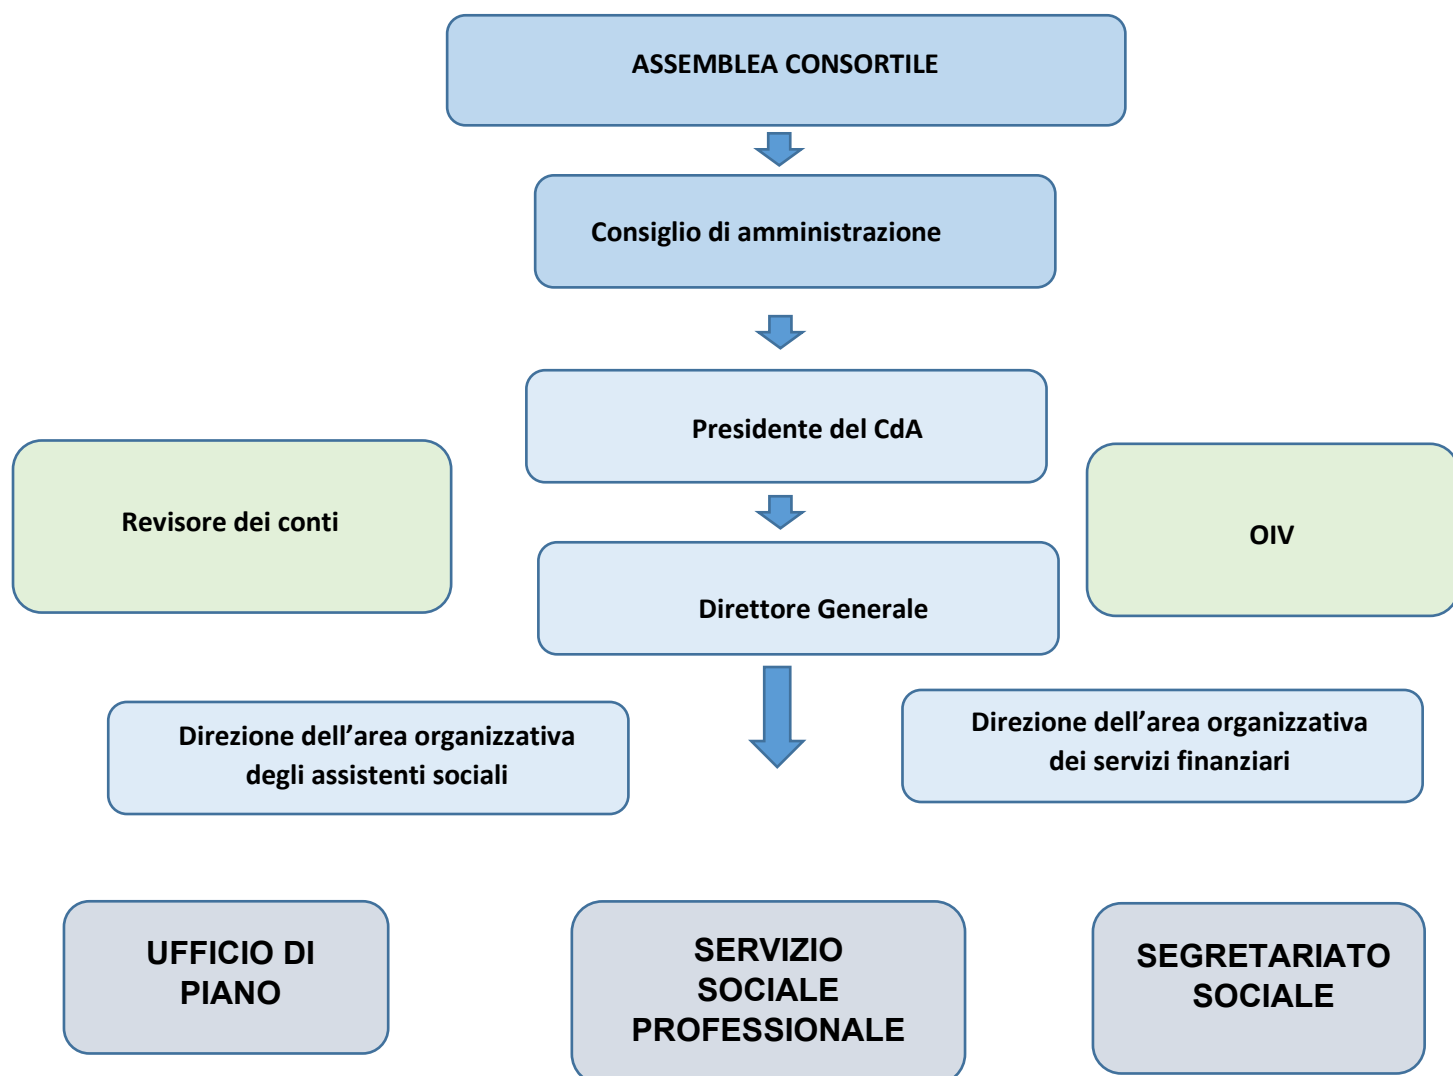 ASSEMBLEA CONSORTILE
Consiglio di amministrazione
Presidente del CdA
Revisore dei conti
OIV
Direttore Generale
Direzione dell’area organizzativa
degli assistenti sociali
Direzione dell’area organizzativa
dei servizi finanziari
UFFICIO DI
PIANO
SERVIZIO
SOCIALE
PROFESSIONALE
SEGRETARIATO
SOCIALE